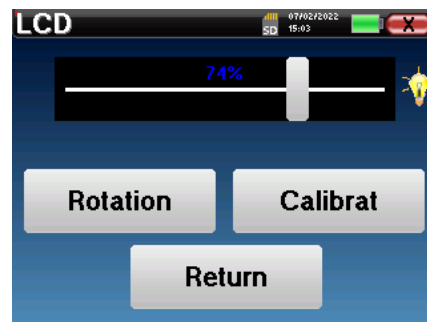 LCD
SD
07/02/2022
15:03
X
74%
Rotation
Calibrat
Return